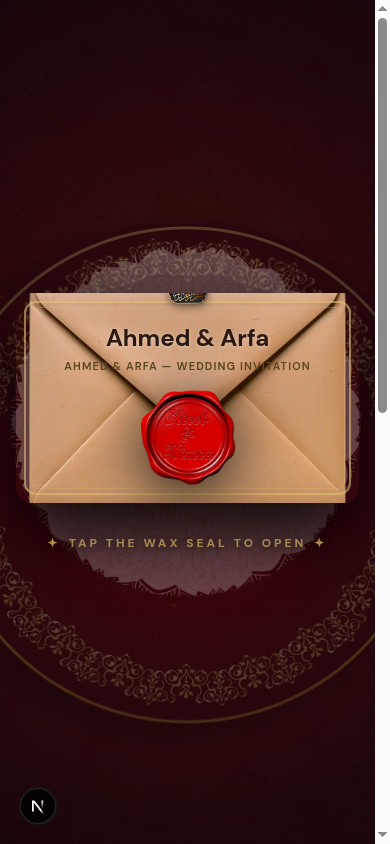 Ahmed & Arfa
AHMED & ARFA — WEDDING INVITATION
&
✦ TAP THE WAX SEAL TO OPEN ✦
N